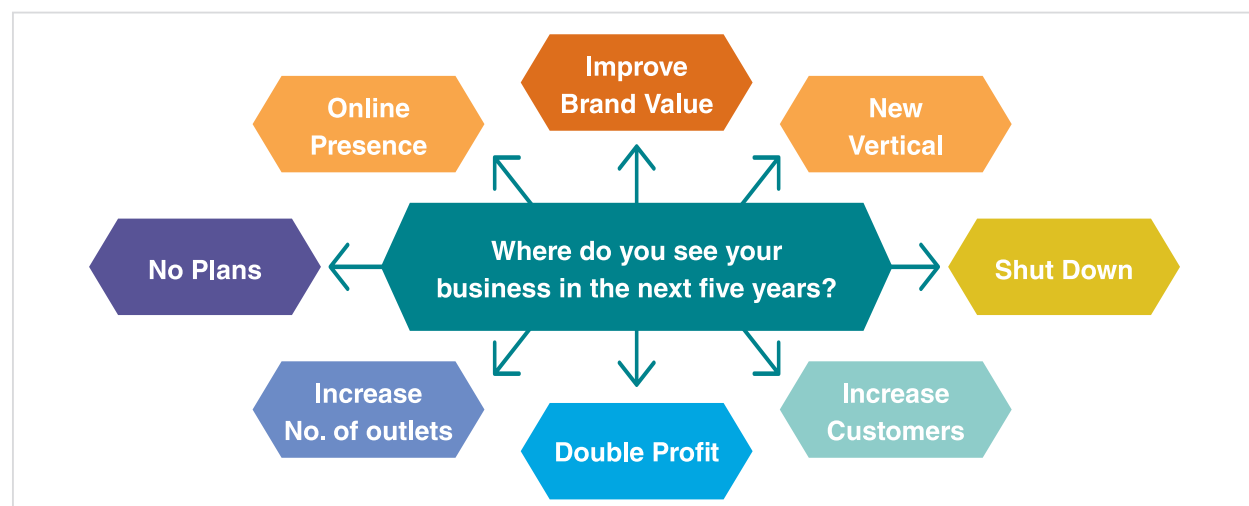 Improve
Brand Value
Online
Presence
New
Vertical
Where do you see your
business in the next five years?
No Plans
Shut Down
Increase
No. of outlets
Increase
Customers
Double Profit